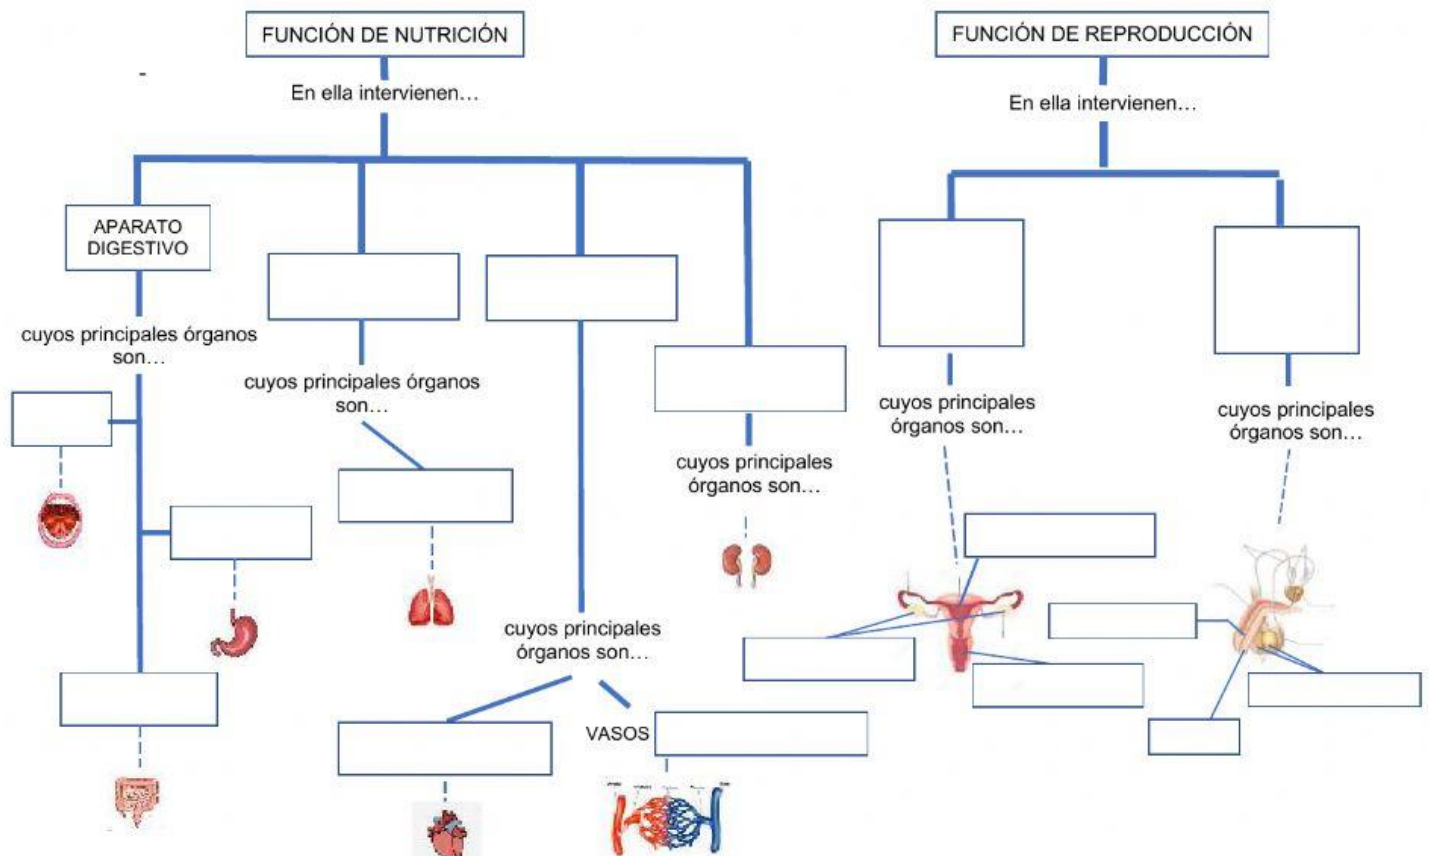 FUNCIÓN DE NUTRICIÓN
En ella intervienen…
APARATO
DIGESTIVO
cuyos principales órganos
son…
cuyos principales órganos
son…
cuyos principales
órganos son…
VASOS
cuyos principales
órganos son…
FUNCIÓN DE REPRODUCCIÓN
En ella intervienen…
cuyos principales
órganos son…
cuyos principales
órganos son…